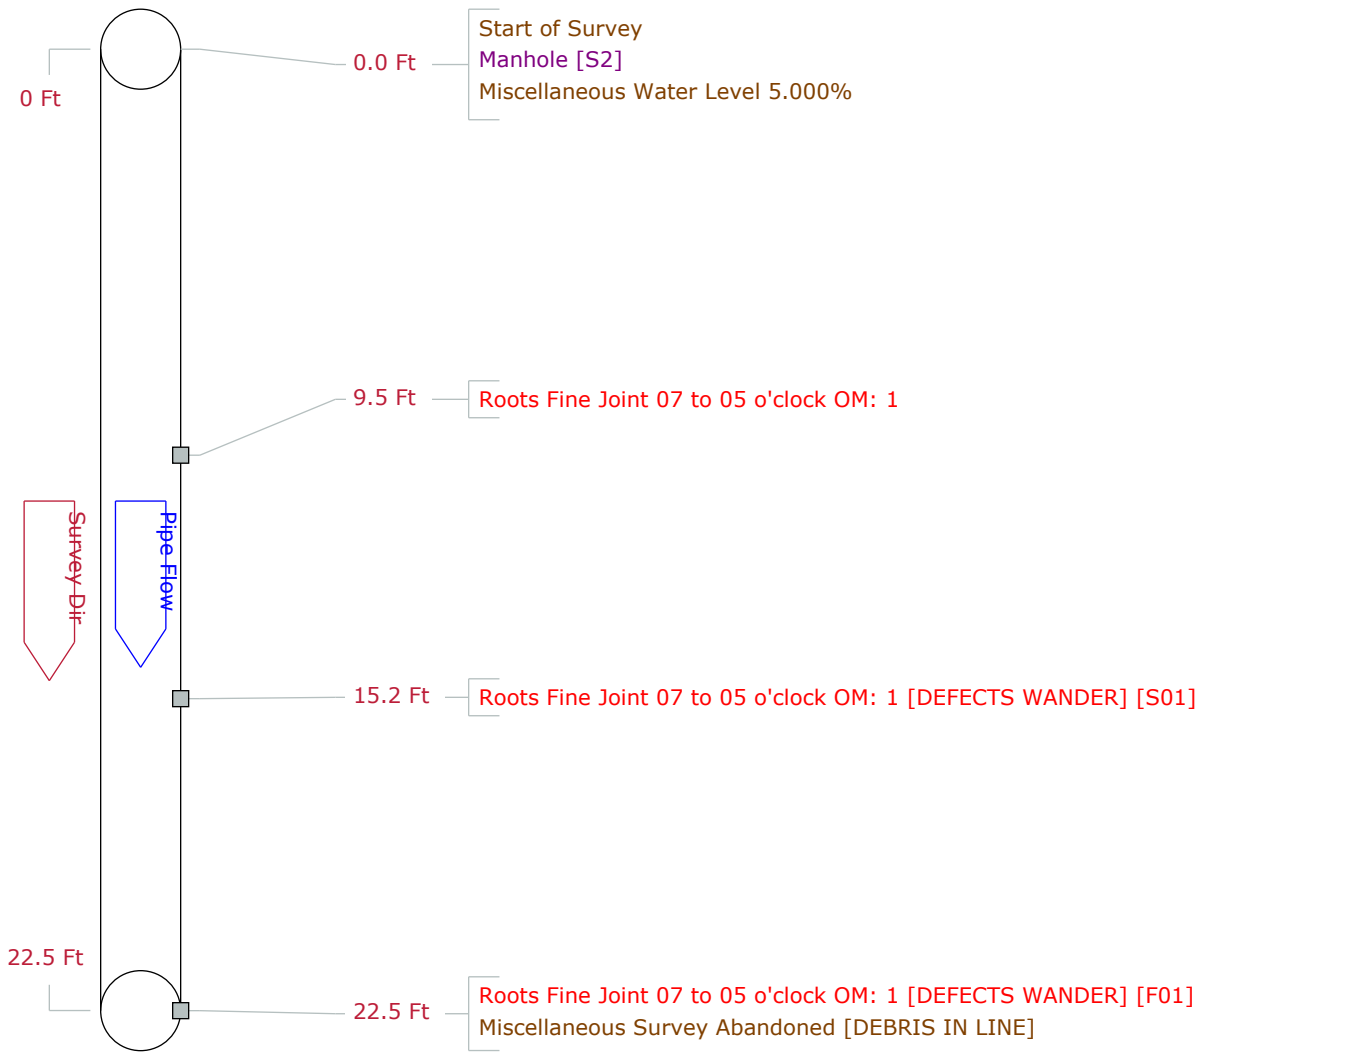 Start of Survey
0.0 Ft
Manhole [S2]
0 Ft
Miscellaneous Water Level 5.000%
9.5 Ft
Roots Fine Joint 07 to 05 o'clock OM: 1
Survey Dir
Pipe Flow
15.2 Ft
Roots Fine Joint 07 to 05 o'clock OM: 1 [DEFECTS WANDER] [S01]
22.5 Ft
22.5 Ft
Roots Fine Joint 07 to 05 o'clock OM: 1 [DEFECTS WANDER] [F01]
Miscellaneous Survey Abandoned [DEBRIS IN LINE]